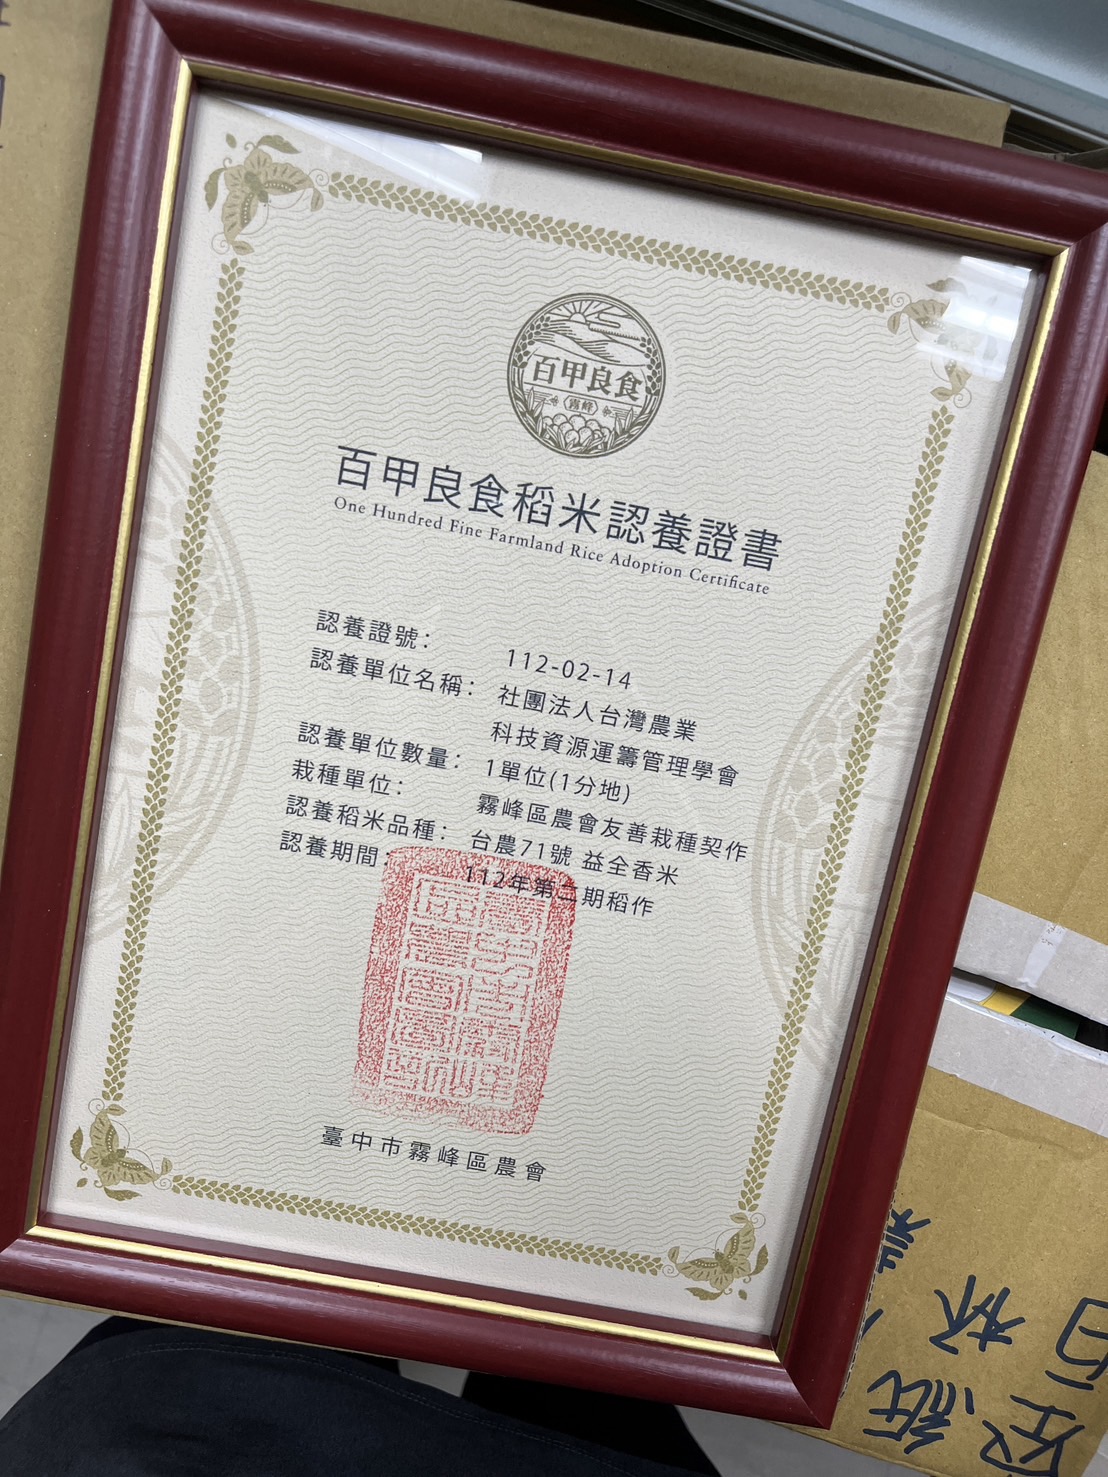 百甲良食
霧峰
百甲良食稻米認養證書
One Hundred Fine Farmland Rice Adoption Certificate
認養證號： 112-02-14
認養單位名稱： 社團法人台灣農業
科技資源運籌管理學會
認養單位數量： 1單位(1分地)
栽種單位： 霧峰區農會友善栽種契作
認養稻米品種： 台農71號 益全香米
認養期間： 112年第二期稻作
臺中市霧峰區農會